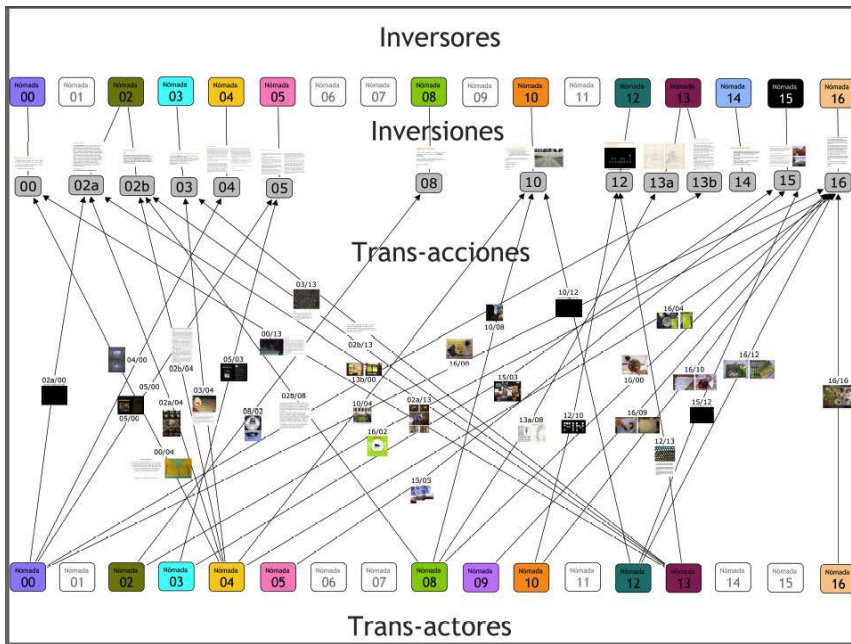 Inversores
Nómada 00
Nómada 01
Nómada 02
Nómada 03
Nómada 04
Nómada 05
Nómada 06
Nómada 07
Nómada 08
Nómada 09
Nómada 10
Nómada 11
Nómada 12
Nómada 13
Nómada 14
Nómada 15
Nómada 16
Inversiones
00
02a
02b
03
04
05
08
10
12
13a
13b
14
15
16
Trans-acciones
03/13
10/12
16/04
10/08
00/13
02b/13
04/00
02b/04
05/03
13b/00
16/00
16/12
02a/00
05/00
03/04
02b/08
15/03
10/00
16/10
16/16
05/00
02a/04
08/02
10/04
02a/13
16/09
15/12
16/02
13a/08
12/10
12/13
00/04
13/03
Nómada 00
Nómada 01
Nómada 02
Nómada 03
Nómada 04
Nómada 05
Nómada 06
Nómada 07
Nómada 08
Nómada 09
Nómada 10
Nómada 11
Nómada 12
Nómada 13
Nómada 14
Nómada 15
Nómada 16
Trans-actores